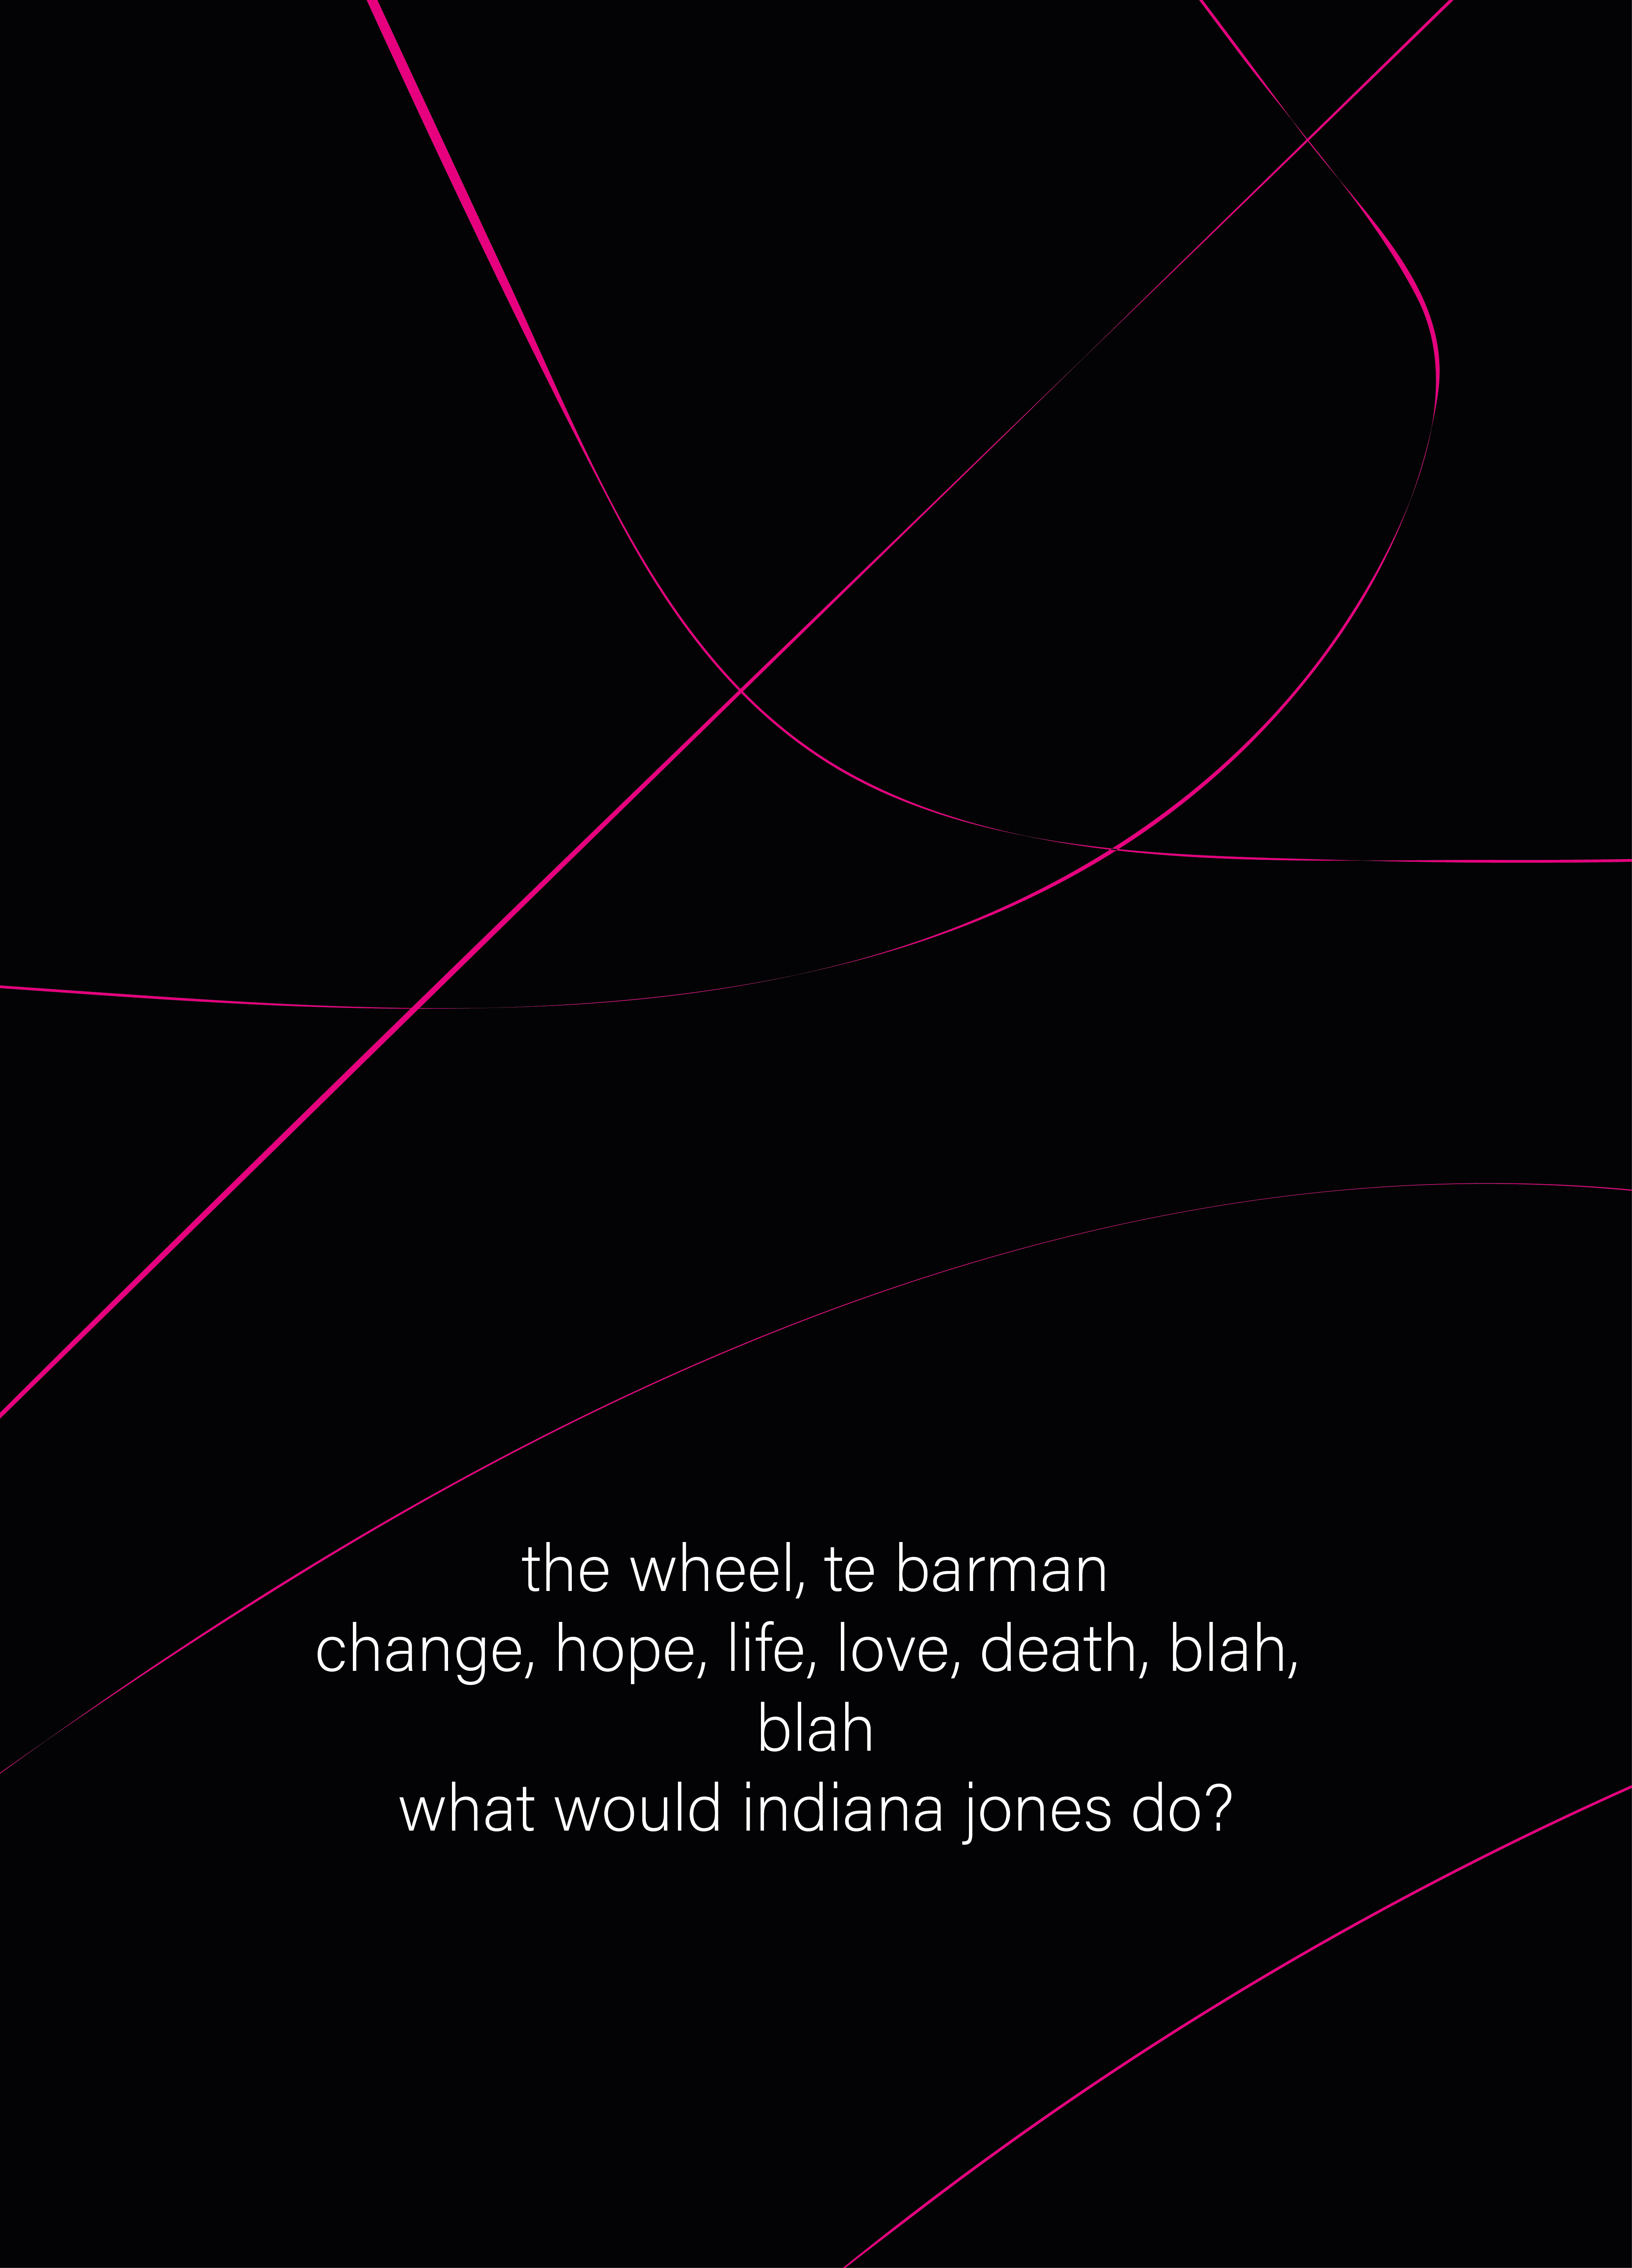 the wheel, te barman
change, hope, life, love, death, blah,
blah
what would indiana jones do?